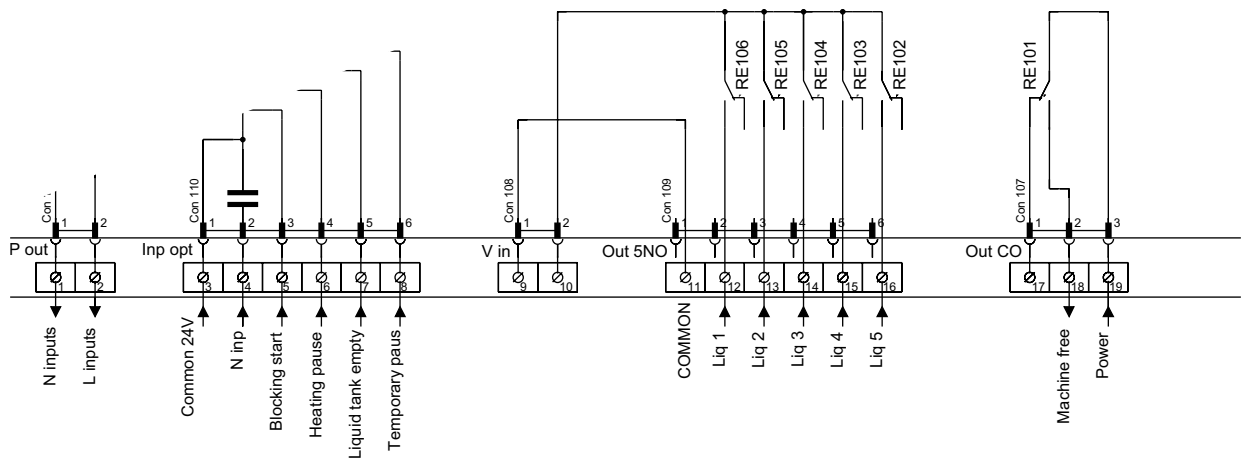 RE106
RE105
RE104
RE103
RE102
RE101
Con
1
2
Con 110
1
2
3
4
5
6
Con 108
1
2
Con 109
1
2
3
4
5
6
Con 107
1
2
3
P out
Inp opt
V in
Out 5NO
Out CO
1
2
3
4
5
6
7
8
9
10
11
12
13
14
15
16
17
18
19
N inputs
L inputs
Common 24V
N inp
Blocking start
Heating pause
Liquid tank empty
Temporary paus
COMMON
Liq 1
Liq 2
Liq 3
Liq 4
Liq 5
Machine free
Power